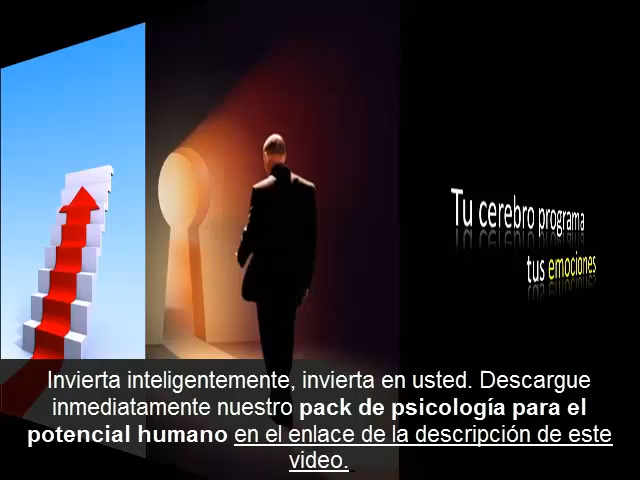 Tu cerebro programa
tus emociones
Invierta inteligentemente, invierta en usted. Descargue
inmediatamente nuestro pack de psicología para el
potencial humano en el enlace de la descripción de este
video.